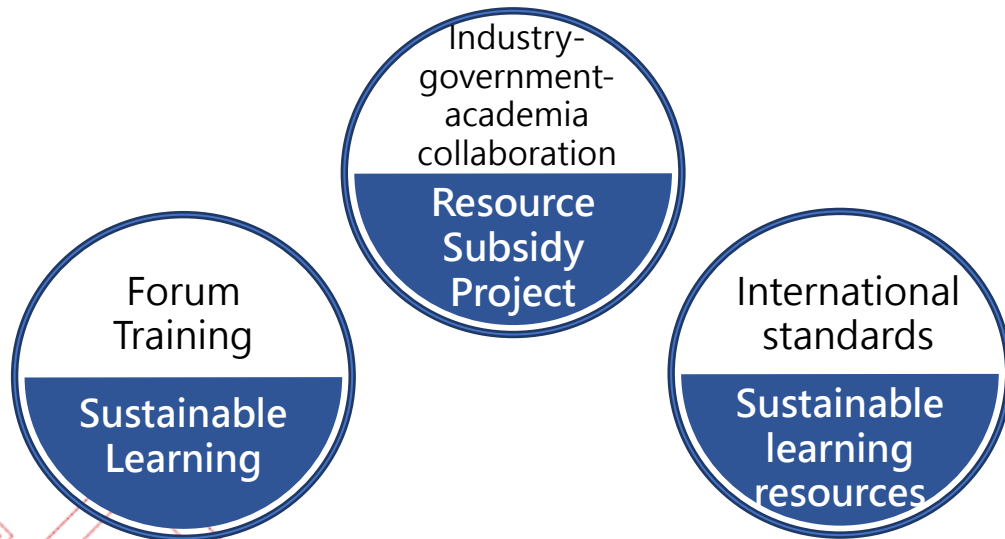 Industry-
government-
academia
collaboration
Resource
Subsidy
Project
Forum
Training
Sustainable
Learning
International
standards
Sustainable
learning
resources